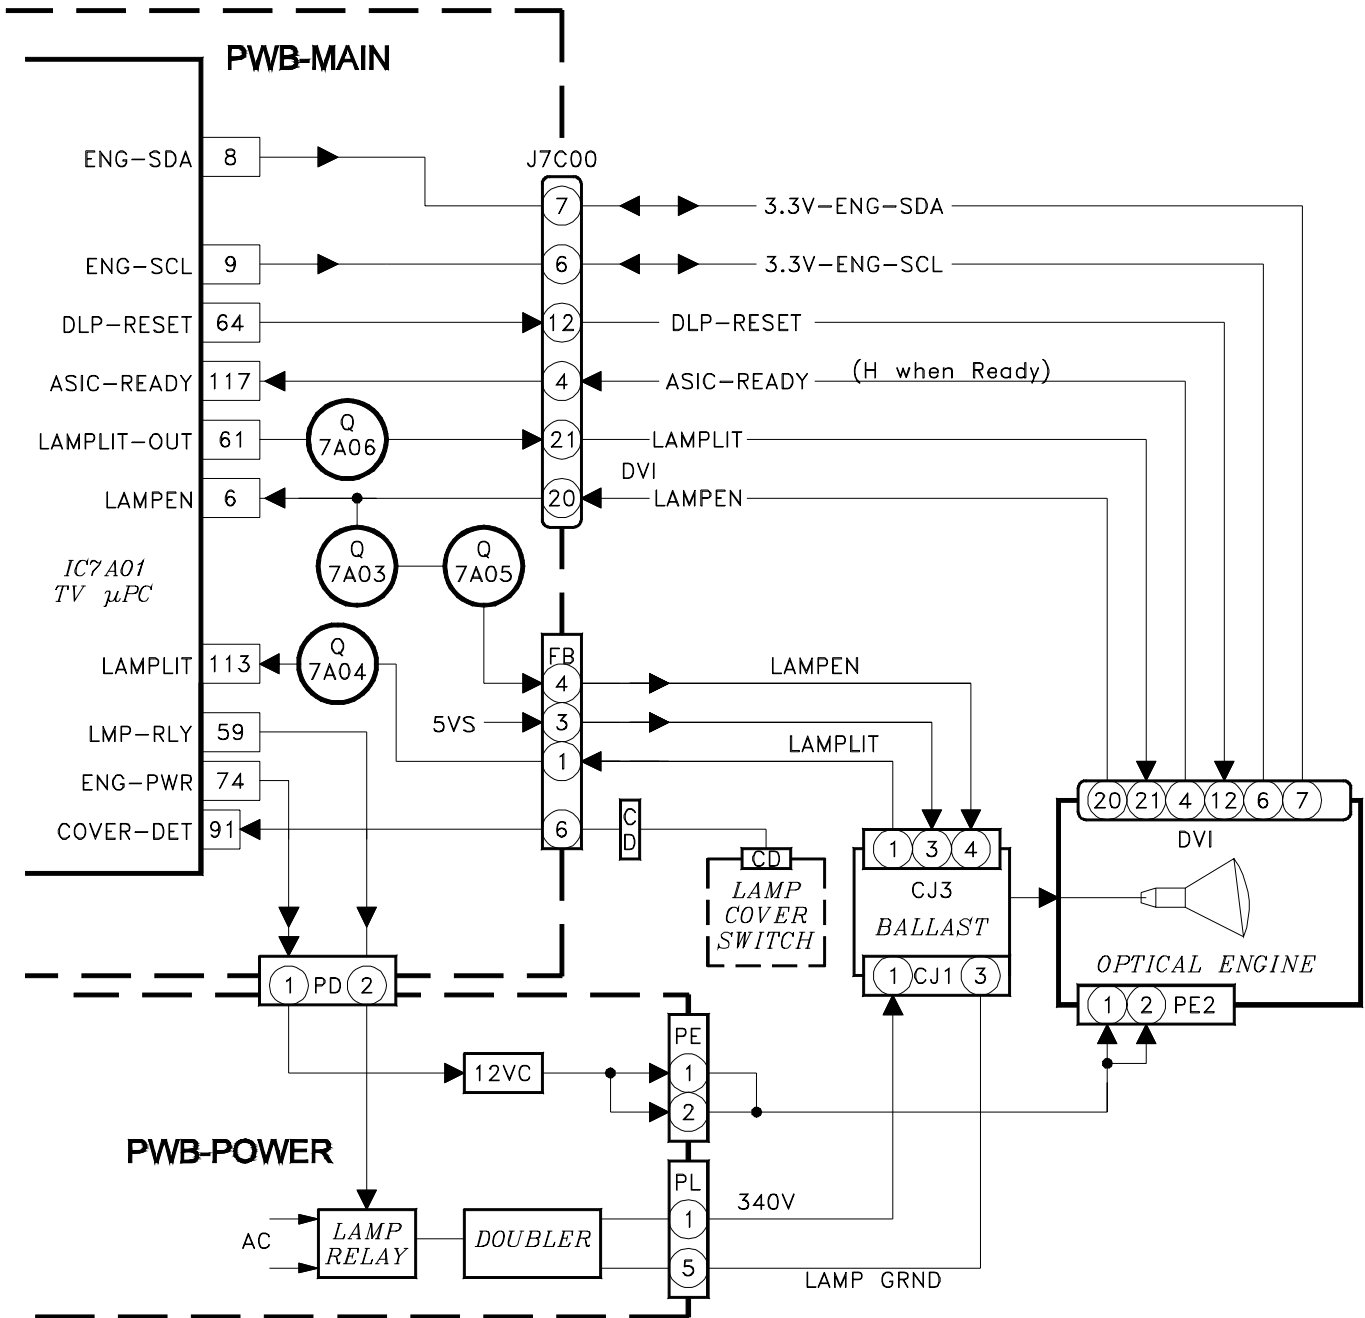 PWB-MAIN
J7C00
ENG-SDA 8
7
3.3V-ENG-SDA
ENG-SCL 9
6
3.3V-ENG-SCL
DLP-RESET 64
12
DLP-RESET
ASIC-READY 117
4
ASIC-READY
(H when Ready)
LAMPLIT-OUT 61
Q
7A06
21
LAMPLIT
DVI
LAMPEN 6
20
LAMPEN
Q
7A03
Q
7A05
IC7A01
TV µPC
LAMPLIT 113
Q
7A04
FB
4
LAMPEN
5VS
3
LMP-RLY 59
LAMPLIT
1
ENG-PWR 74
COVER-DET 91
6
C
D
CD
LAMP
COVER
SWITCH
1 3 4
CJ3
BALLAST
1 CJ1 3
20 21 4 12 6 7
DVI
OPTICAL ENGINE
1 2 PE2
1 PD 2
PE
12VC
1
2
PWB-POWER
PL
340V
1
AC
LAMP
RELAY
DOUBLER
5
LAMP GRND